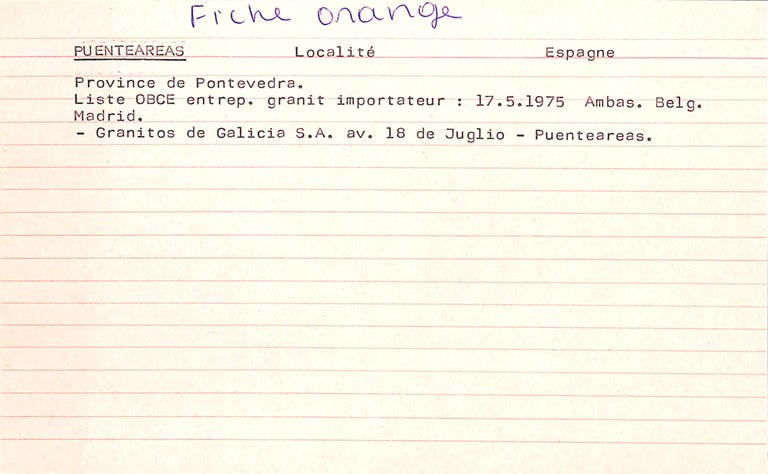 Fiche orange
PUENTEAREAS Localité Espagne
Province de Pontevedra.
Liste OBCE entrep. granit importateur : 17.5.1975 Ambas. Belg.
Madrid.
- Granitos de Galicia S.A. av. 18 de Juglio - Puenteareas.